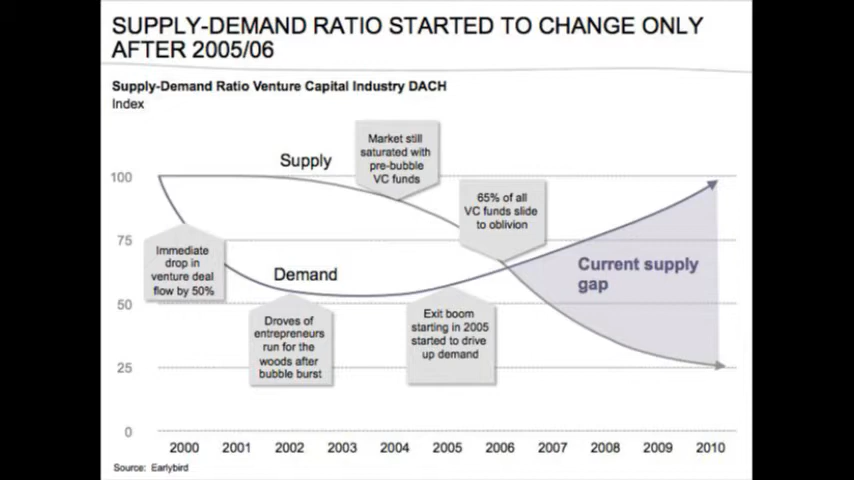 SUPPLY-DEMAND RATIO STARTED TO CHANGE ONLY
AFTER 2005/06
Supply-Demand Ratio Venture Capital Industry DACH
Index
Market still
saturated with
pre-bubble
VC funds
Supply
100
65% of all
VC funds slide
to oblivion
75
Immediate
drop in
venture deal
flow by 50%
Demand
Current supply
gap
50
Droves of
entrepreneurs
run for the
woods after
bubble burst
Exit boom
starting in 2005
started to drive
up demand
25
0
2000 2001 2002 2003 2004 2005 2006 2007 2008 2009 2010
Source: Earlybird